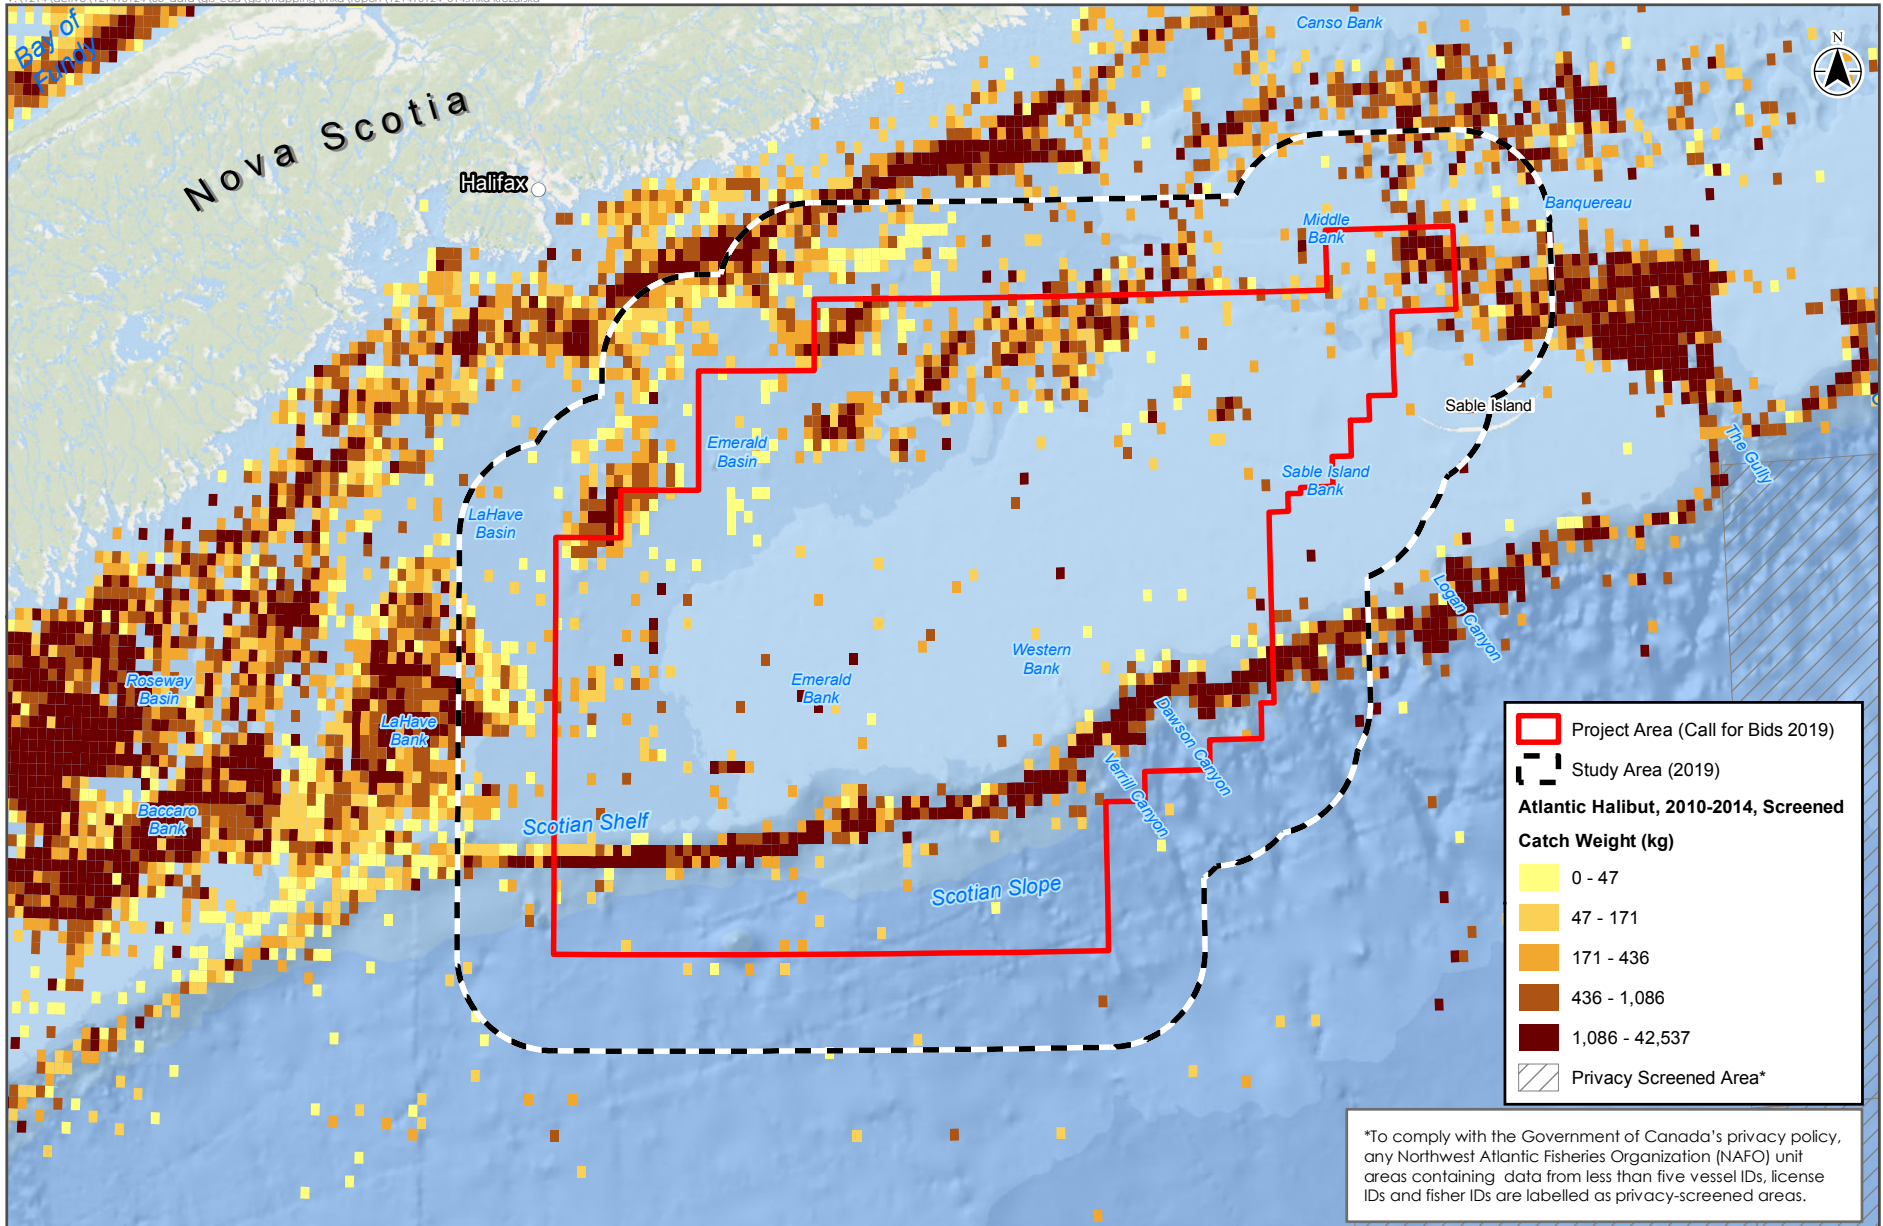 Canso Bank
N
Bay of
Fundy
Nova Scotia
Halifax
Banquereau
Middle
Bank
Sable Island
The Gully
Emerald
Basin
Sable Island
Bank
LaHave
Basin
Logan Canyon
Western
Bank
Roseway
Basin
Emerald
Bank
LaHave
Bank
Dawson Canyon
Verrill Canyon
Baccaro
Bank
Scotian Shelf
Scotian Slope
Project Area (Call for Bids 2019)
Study Area (2019)
Atlantic Halibut, 2010-2014, Screened
Catch Weight (kg)
0 - 47
47 - 171
171 - 436
436 - 1,086
1,086 - 42,537
Privacy Screened Area*
*To comply with the Government of Canada's privacy policy,
any Northwest Atlantic Fisheries Organization (NAFO) unit
areas containing data from less than five vessel IDs, license
IDs and fisher IDs are labelled as privacy-screened areas.